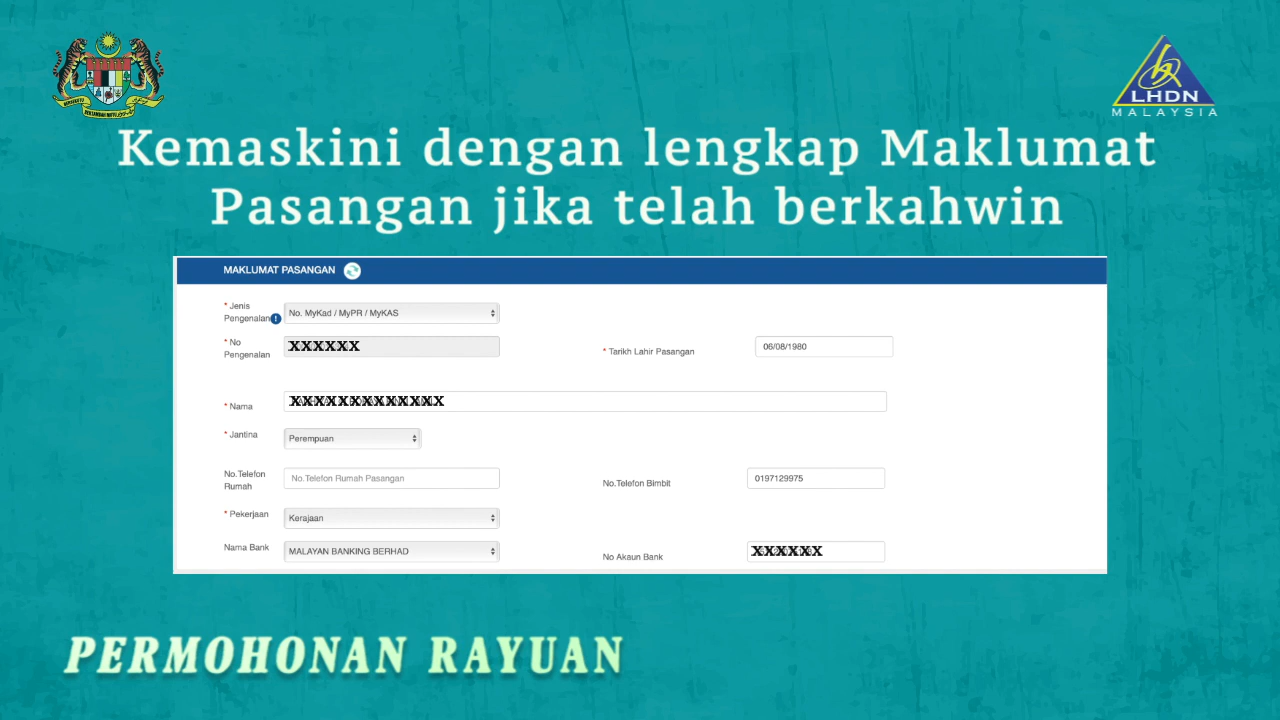 LHDN
MALAYSIA
Kemaskini dengan lengkap Maklumat
Pasangan jika telah berkahwin
MAKLUMAT PASANGAN
* Jenis
Pengenalan
No. MyKad / MyPR / MyKAS
* No
Pengenalan
XXXXXX
* Tarikh Lahir Pasangan
06/08/1980
* Nama
XXXXXXXXXXXXX
* Jantina
Perempuan
No.Telefon
Rumah
No.Telefon Rumah Pasangan
No.Telefon Bimbit
0197129975
* Pekerjaan
Kerajaan
Nama Bank
MALAYAN BANKING BERHAD
No Akaun Bank
XXXXXX
PERMOHONAN RAYUAN